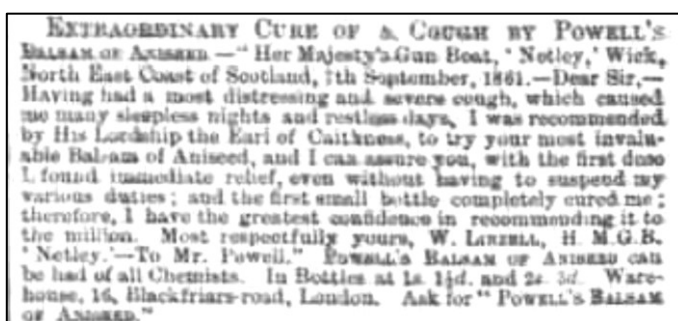 EXTRAORDINARY CURE OF A COUGH BY POWELL'S
BALSAM OF ANISEED.—"Her Majesty's Gun Boat, 'Netley,' Wick,
North East Coast of Scotland, 7th September, 1861.—Dear Sir,—
Having had a most distressing and severe cough, which caused
me many sleepless nights and restless days, I was recommended
by His Lordship the Earl of Caithness, to try your most invalu-
able Balsam of Aniseed, and I can assure you, with the first dose
I found immediate relief, even without having to suspend my
various duties; and the first small bottle completely cured me;
therefore, I have the greatest confidence in recommending it to
the million. Most respectfully yours, W. LINZELL, H. M.G.B.
'Netley.'—To Mr. Powell." POWELL'S BALSAM OF ANISEED can
be had of all Chemists. In Bottles at 1s. 1½d. and 2s. 3d. Ware-
house, 16, Blackfriars-road, London. Ask for "POWELL'S BALSAM
OF ANISEED."